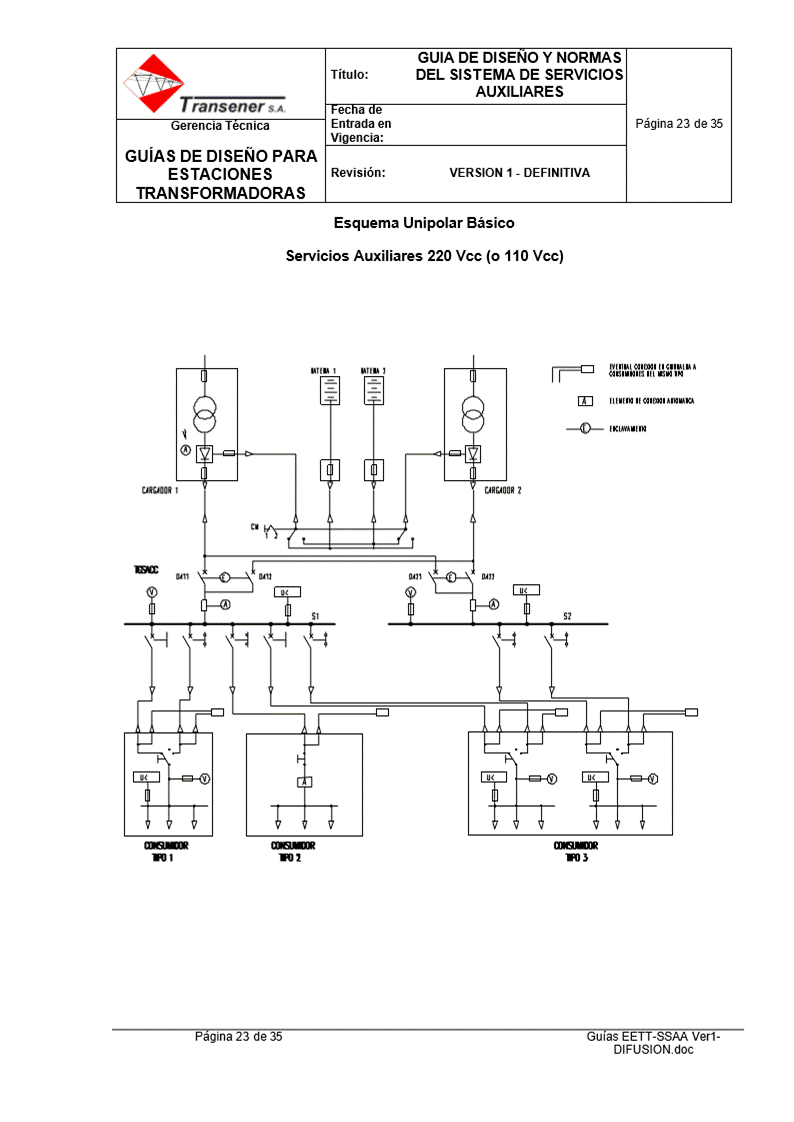 Transener S.A.
Gerencia Técnica
GUÍAS DE DISEÑO PARA
ESTACIONES
TRANSFORMADORAS
Título:
GUIA DE DISEÑO Y NORMAS
DEL SISTEMA DE SERVICIOS
AUXILIARES
Fecha de
Entrada en
Vigencia:
Revisión:
VERSION 1 - DEFINITIVA
Página 23 de 35
Esquema Unipolar Básico
Servicios Auxiliares 220 Vcc (o 110 Vcc)
BATERIA 1
BATERIA 2
EVENTUAL CONEXION EN GUIRNALDA A
CONSUMIDORES DEL MISMO TIPO
A
ELEMENTO DE CONEXION AUTOMATICA
E
ENCLAVAMIENTO
A
CARGADOR 1
CARGADOR 2
CM
1 2
TGSACC
DA11
E
DA12
DA21
E
DA22
V
A
U<
S1
V
A
U<
S2
U<
V
A
U<
V
U<
V
CONSUMIDOR
TIPO 1
CONSUMIDOR
TIPO 2
CONSUMIDOR
TIPO 3
Página 23 de 35
Guías EETT-SSAA Ver1-
DIFUSION.doc